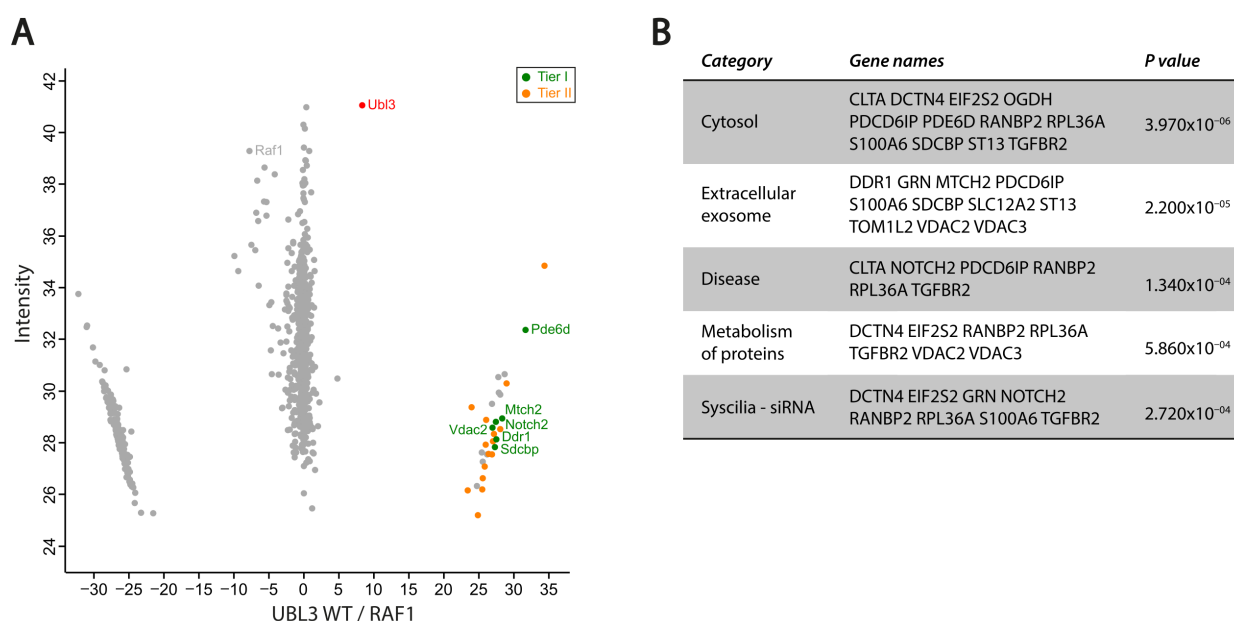 A
B
Tier I
Tier II
Ubl3
Raf1
Pde6d
Mtch2
Notch2
Vdac2
Ddr1
Sdcbp
Intensity
42
40
38
36
34
32
30
28
26
24
−30 −25 −20 −15 −10 −5 0 5 10 15 20 25 30 35
UBL3 WT / RAF1
Category Gene names P value
Cytosol
CLTA DCTN4 EIF2S2 OGDH
PDCD6IP PDE6D RANBP2 RPL36A
S100A6 SDCBP ST13 TGFBR2
3.970x10⁻⁰⁶
Extracellular
exosome
DDR1 GRN MTCH2 PDCD6IP
S100A6 SDCBP SLC12A2 ST13
TOM1L2 VDAC2 VDAC3
2.200x10⁻⁰⁵
Disease
CLTA NOTCH2 PDCD6IP RANBP2
RPL36A TGFBR2
1.340x10⁻⁰⁴
Metabolism
of proteins
DCTN4 EIF2S2 RANBP2 RPL36A
TGFBR2 VDAC2 VDAC3
5.860x10⁻⁰⁴
Syscilia - siRNA
DCTN4 EIF2S2 GRN NOTCH2
RANBP2 RPL36A S100A6 TGFBR2
2.720x10⁻⁰⁴